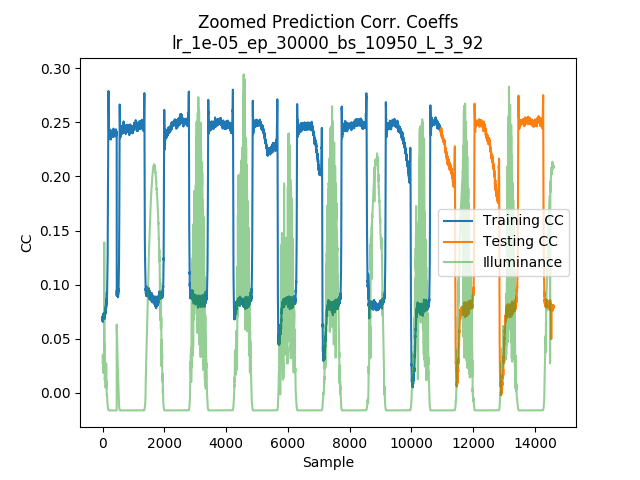 Zoomed Prediction Corr. Coeffs
lr_1e-05_ep_30000_bs_10950_L_3_92
0.30
0.25
0.20
0.15
0.10
0.05
0.00
CC
Training CC
Testing CC
Illuminance
0
2000
4000
6000
8000
10000
12000
14000
Sample